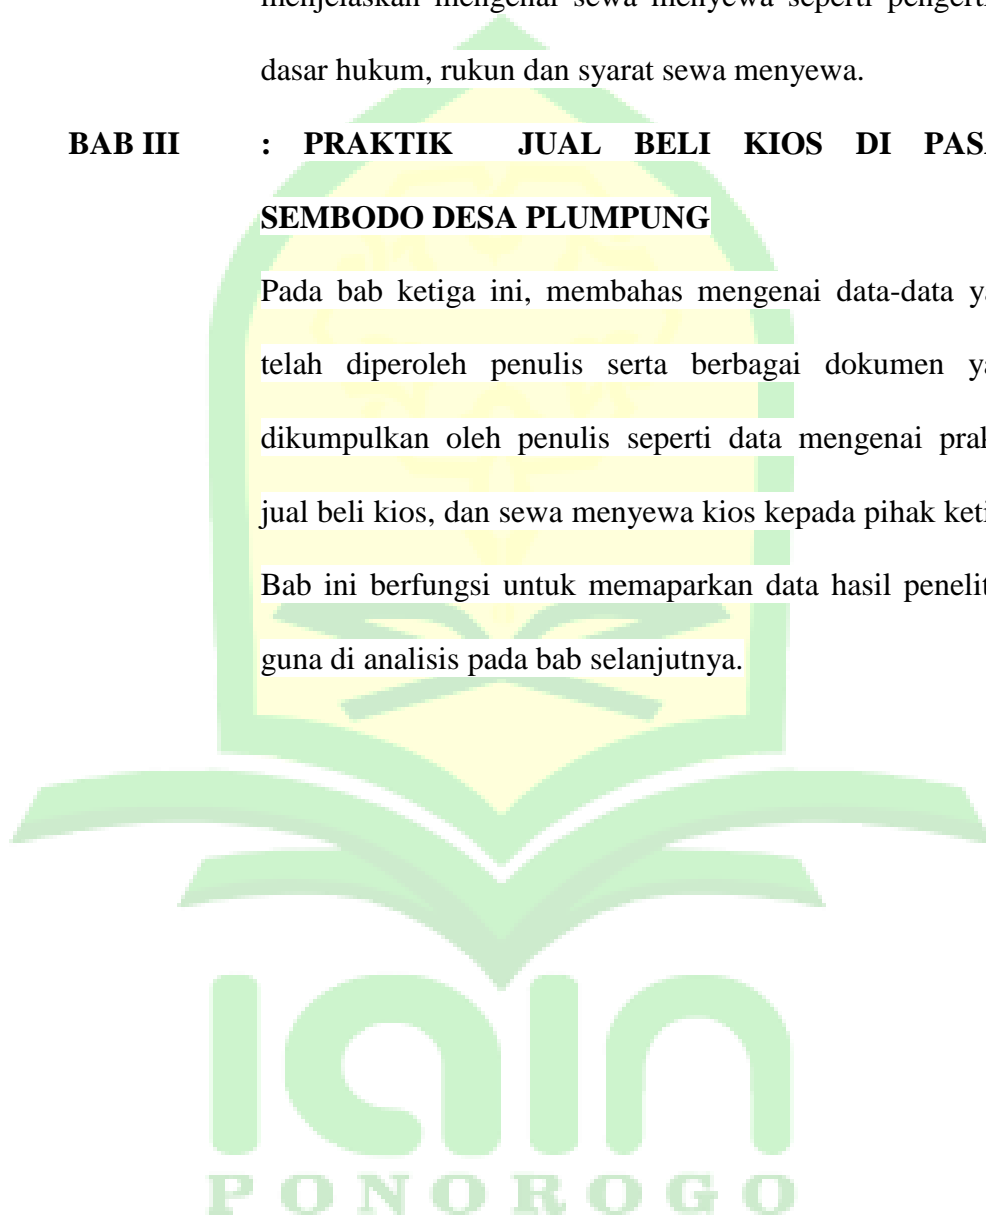 menjelaskan mengenai sewa menyewa seperti
dasar hukum, rukun dan syarat sewa menyewa.
BAB III : PRAKTIK JUAL BELI KIOS DI
SEMBODO DESA PLUMPUNG
Pada bab ketiga ini, membahas mengenai data-data
telah diperoleh penulis serta berbagai dokumen
dikumpulkan oleh penulis seperti data mengenai
jual beli kios, dan sewa menyewa kios kepada pihak
Bab ini berfungsi untuk memaparkan data hasil
guna di analisis pada bab selanjutnya.
iain
PONOROGO